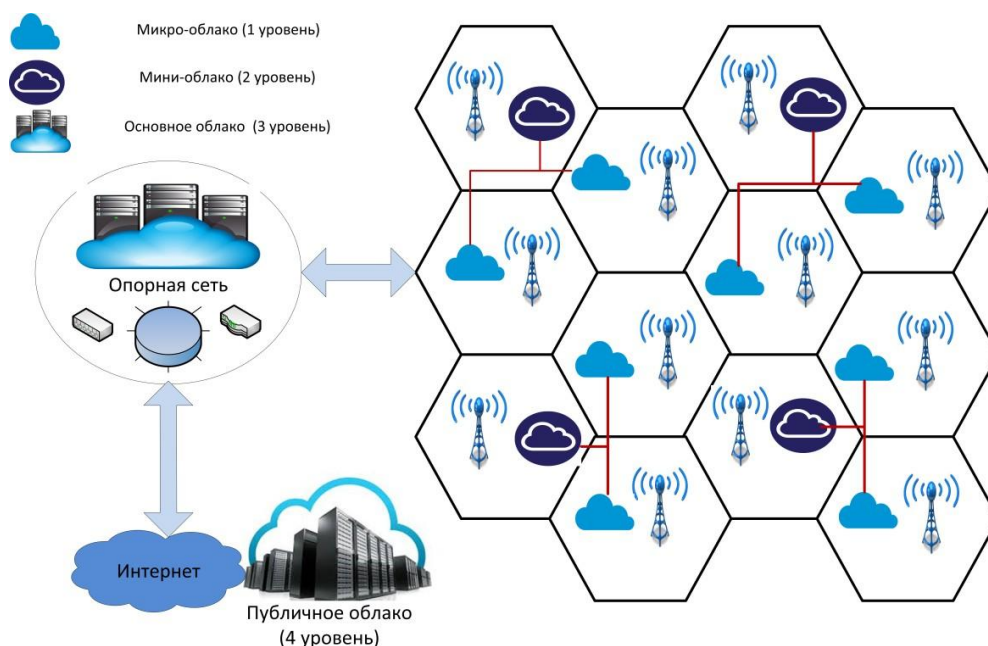 Микро-облако (1 уровень)
Мини-облако (2 уровень)
Основное облако (3 уровень)
Опорная сеть
Интернет
Публичное облако
(4 уровень)